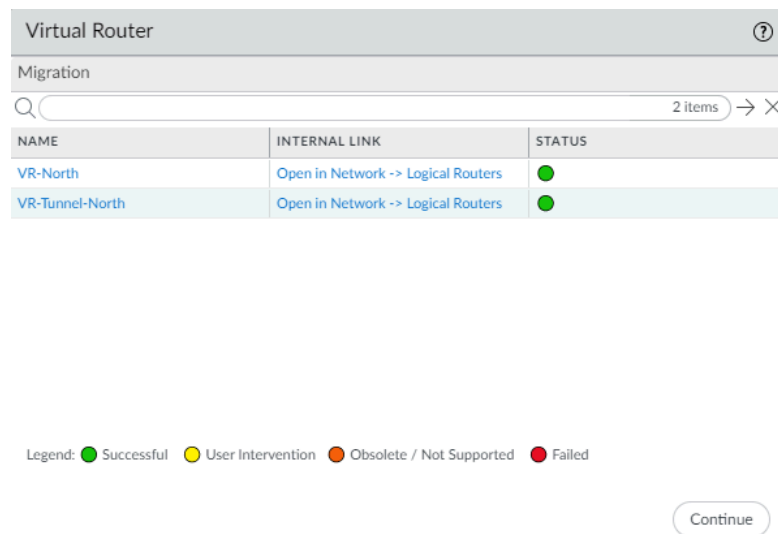 Virtual Router
Migration
2 items
NAME INTERNAL LINK STATUS
VR-North Open in Network -> Logical Routers
VR-Tunnel-North Open in Network -> Logical Routers
Legend: Successful User Intervention Obsolete / Not Supported Failed
Continue